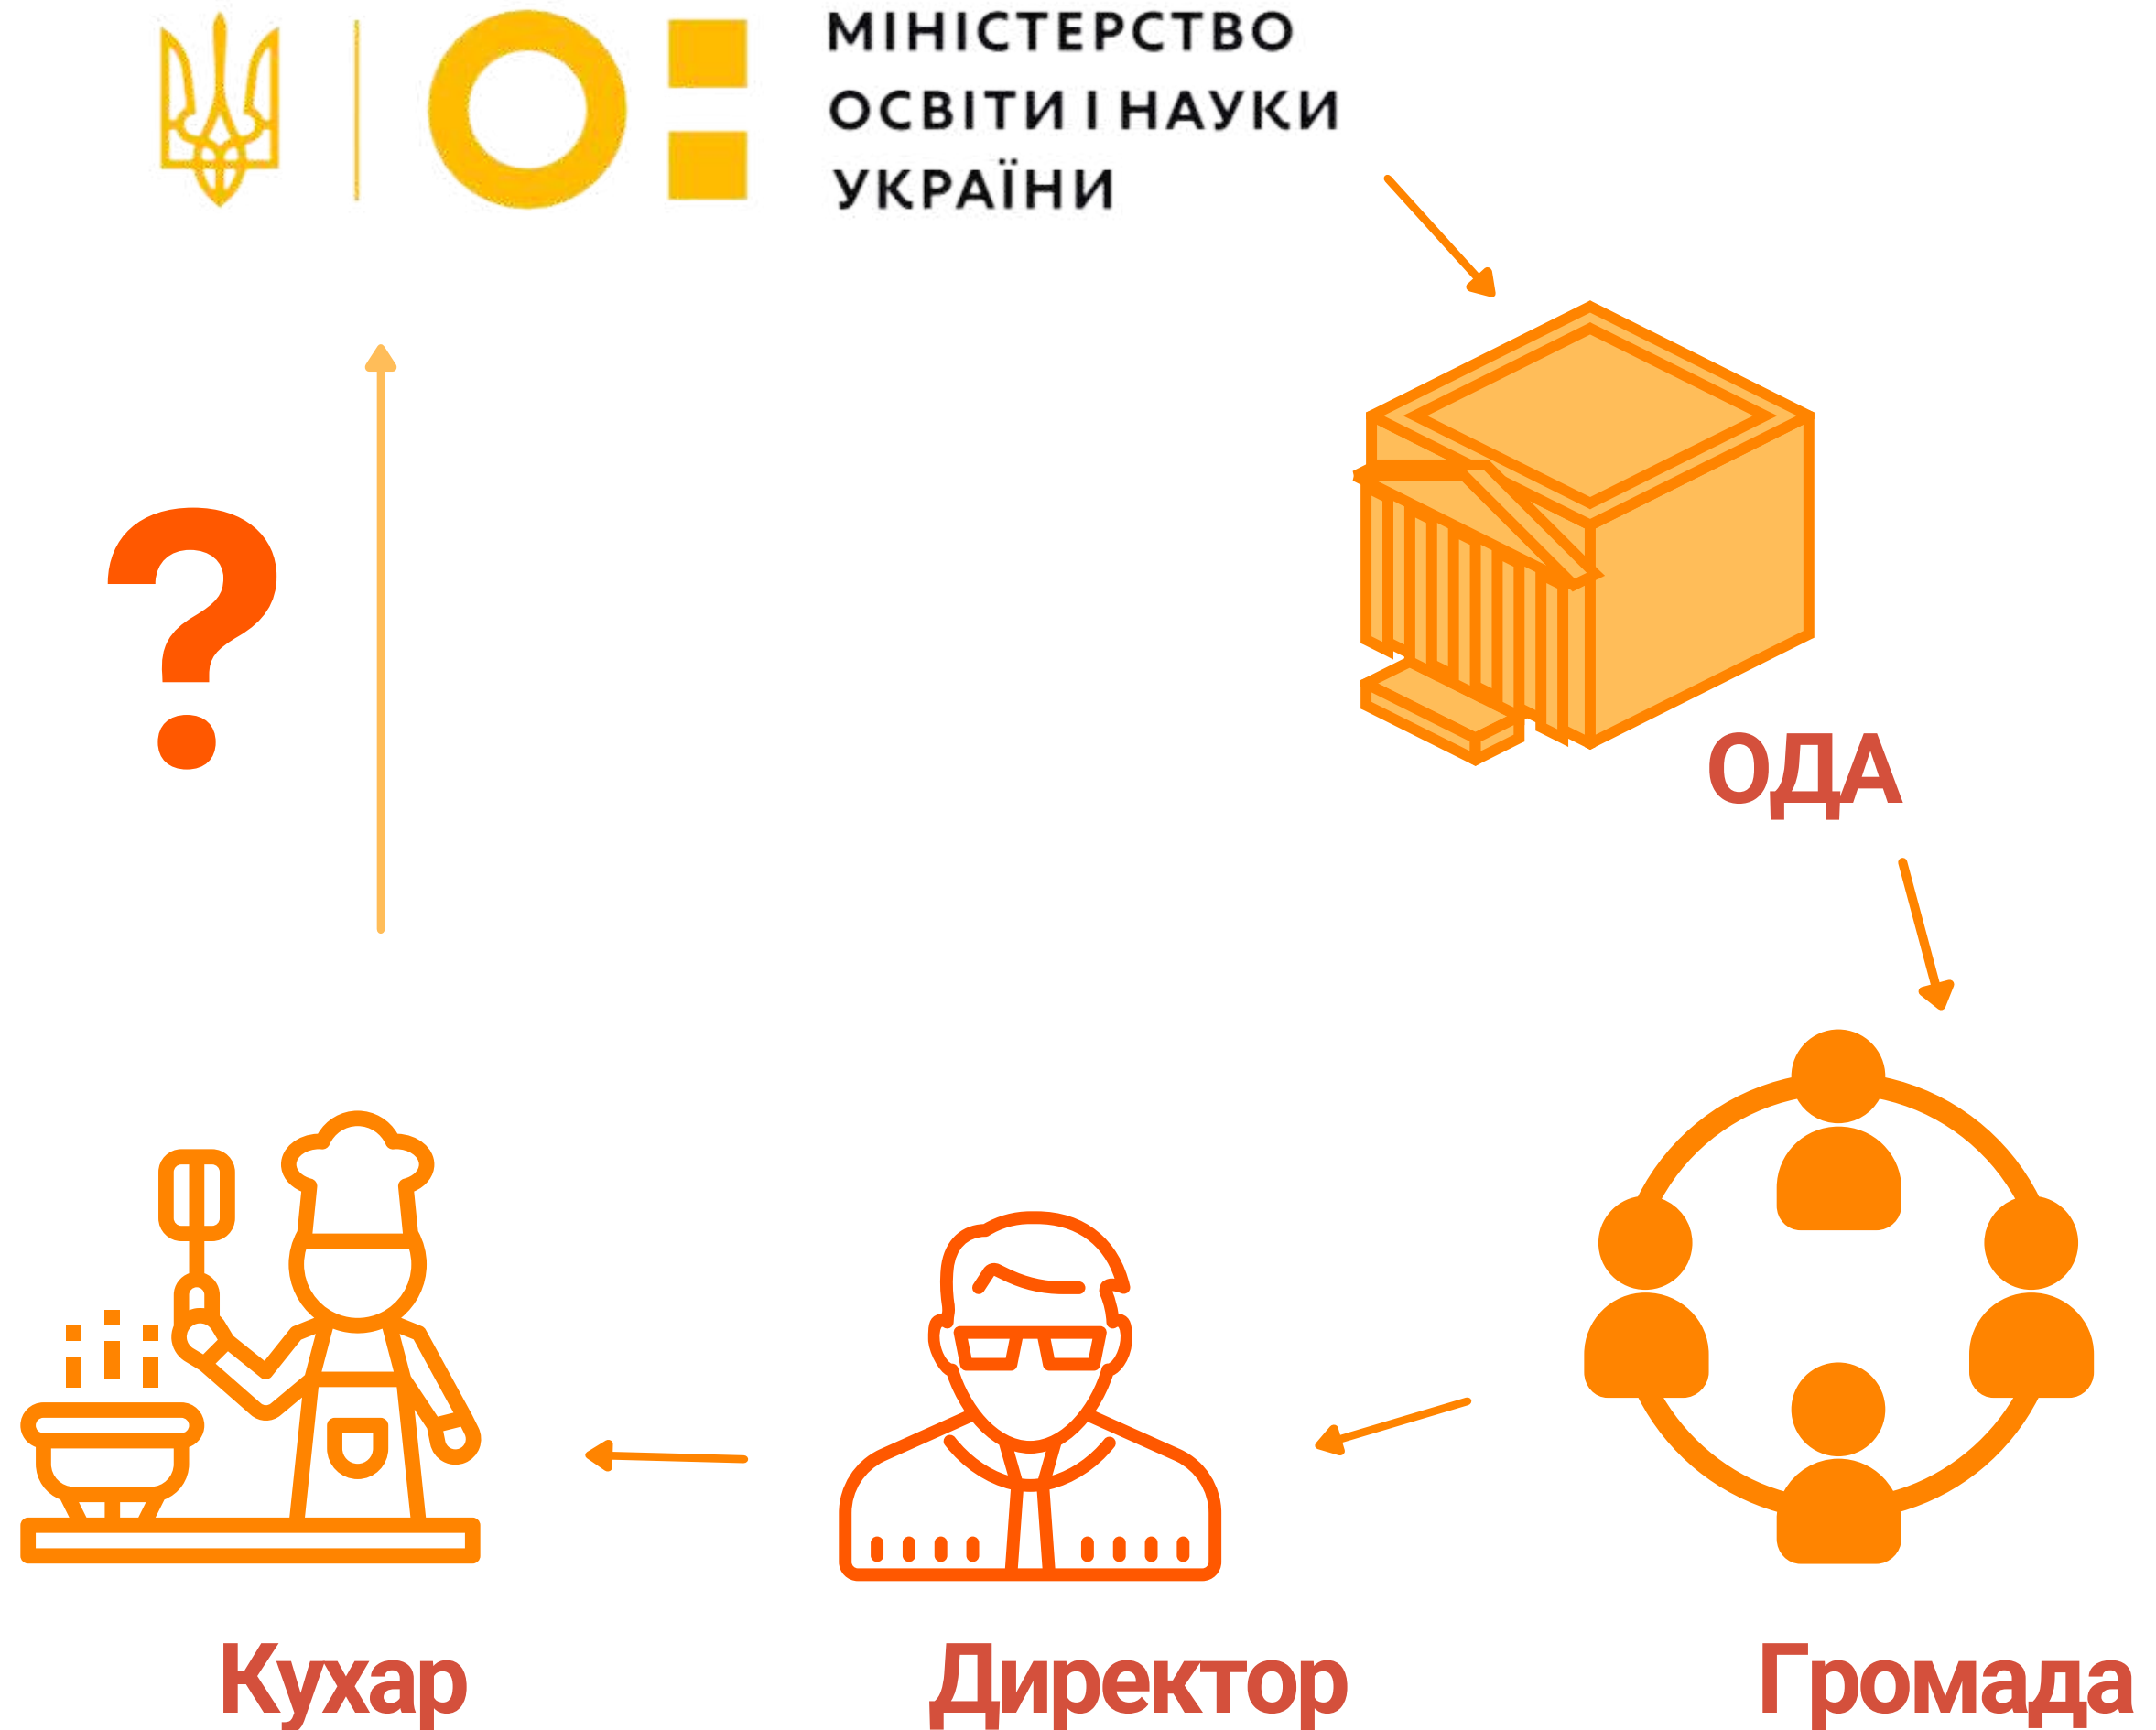 МІНІСТЕРСТВО
ОСВІТИ І НАУКИ
УКРАЇНИ
?
ОДА
Кухар
Директор
Громада